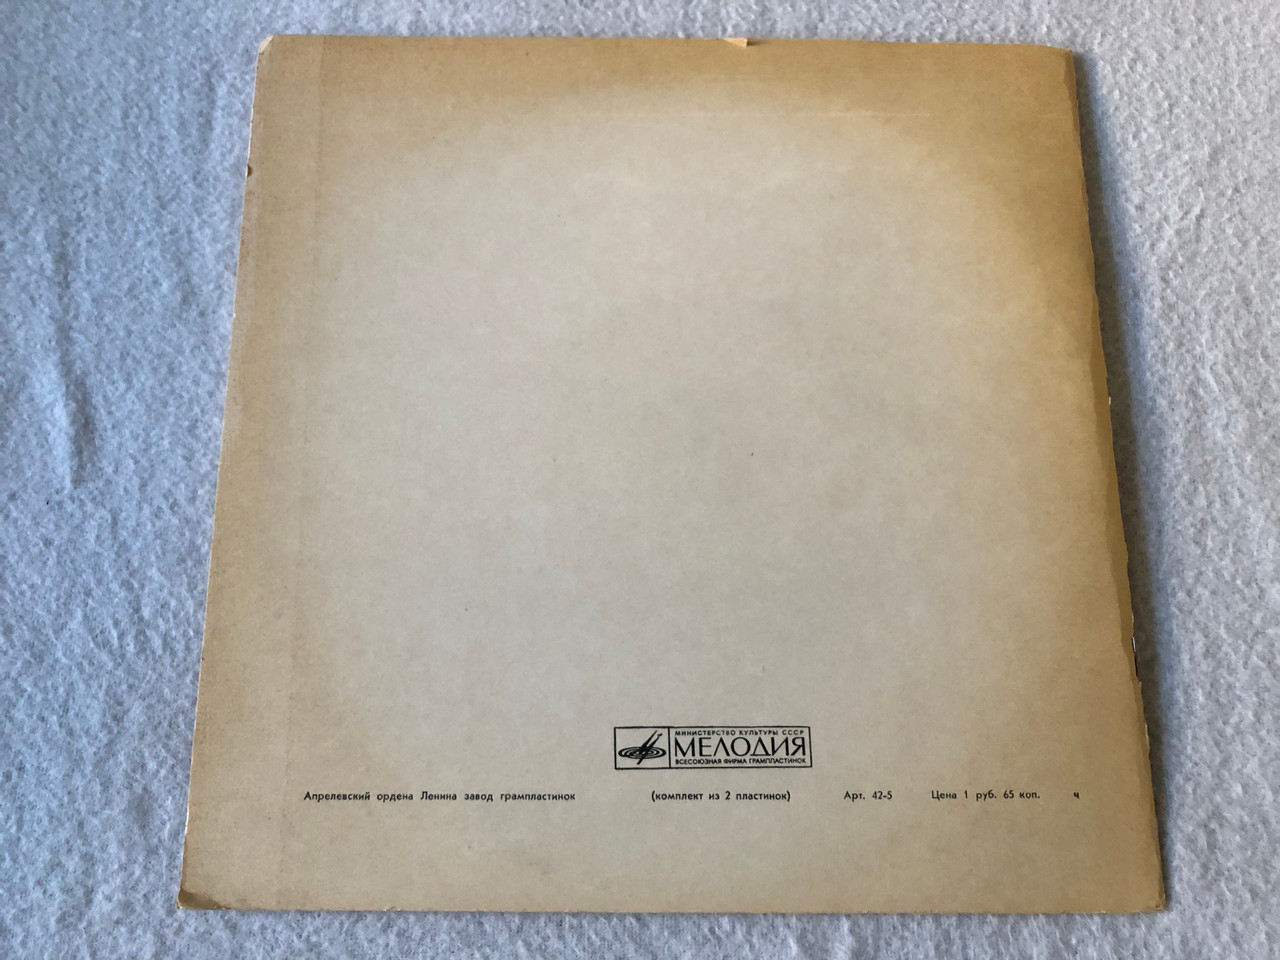 МИНИСТЕРСТВО КУЛЬТУРЫ СССР
МЕЛОДИЯ
ВСЕСОЮЗНАЯ ФИРМА ГРАМПЛАСТИНОК
Апрелевский ордена Ленина завод грампластинок (комплект из 2 пластинок) Арт. 42-5 Цена 1 руб. 65 коп. ч